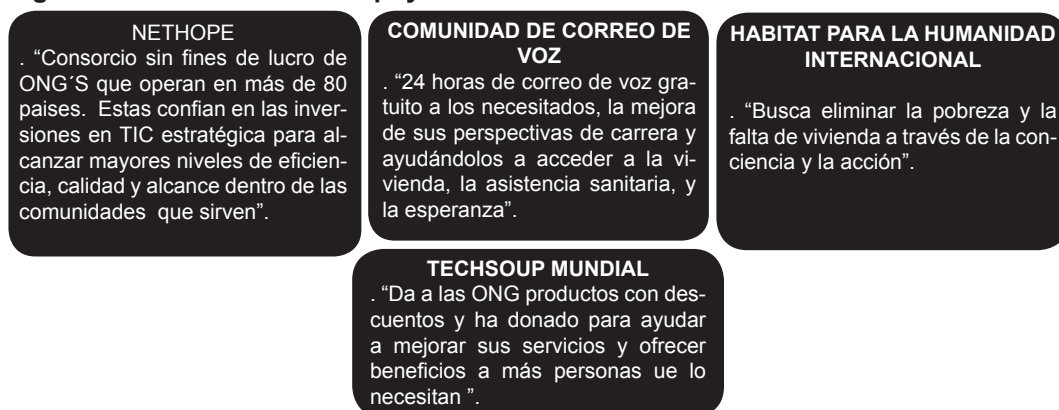 NETHOPE
. “Consorcio sin fines de lucro de
ONG´S que operan en más de 80
paises. Estas confian en las inver-
siones en TIC estratégica para al-
canzar mayores niveles de eficien-
cia, calidad y alcance dentro de las
comunidades que sirven”.
COMUNIDAD DE CORREO DE
VOZ
. “24 horas de correo de voz gra-
tuito a los necesitados, la mejora
de sus perspectivas de carrera y
ayudándolos a acceder a la vi-
vienda, la asistencia sanitaria, y
la esperanza”.
HABITAT PARA LA HUMANIDAD
INTERNACIONAL
. “Busca eliminar la pobreza y la
falta de vivienda a través de la con-
ciencia y la acción”.
TECHSOUP MUNDIAL
. “Da a las ONG productos con des-
cuentos y ha donado para ayudar
a mejorar sus servicios y ofrecer
beneficios a más personas ue lo
necesitan ”.